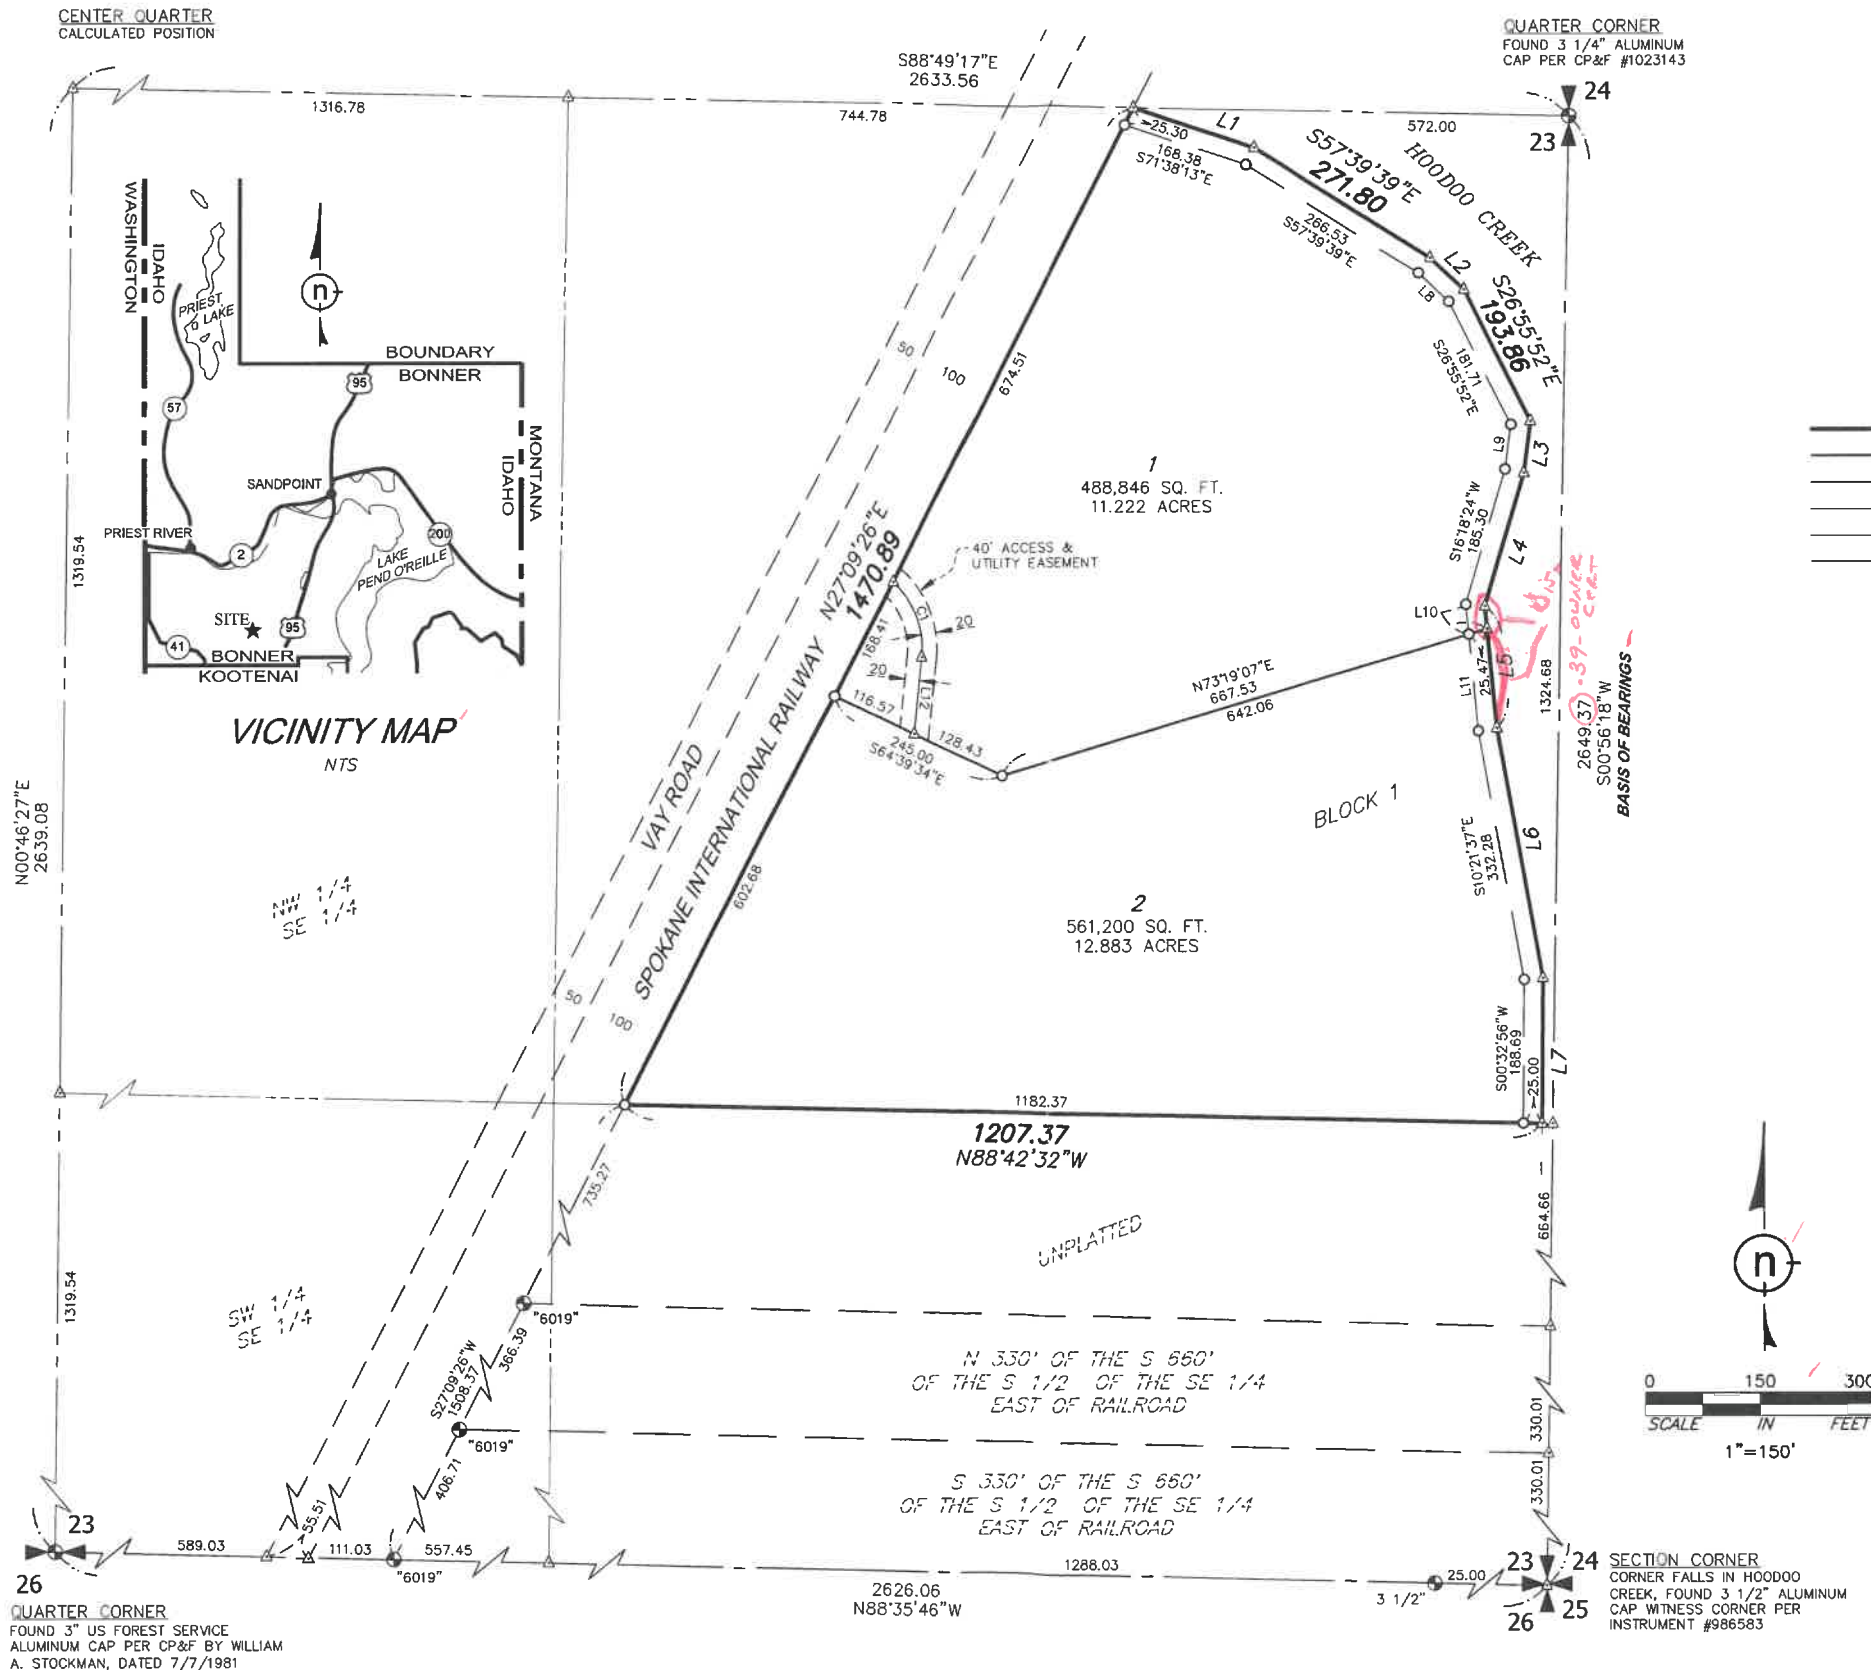 CENTER QUARTER
CALCULATED POSITION
QUARTER CORNER
FOUND 3 1/4" ALUMINUM
CAP PER CP&F #1023143
S88°49'17"E
2633.56
1316.78
744.78
572.00
24
23
25.30
168.38
S71°38'13"E
L1
S57°39'39"E
271.80
HOODOO CREEK
266.53
S57°39'39"E
L2
L8
S26°55'52"E
193.86
181.71
S26°55'52"E
L9
L3
S16°18'24"W
185.30
L4
L10
25.47
L5
L11
.39-OWNER
CERT
1324.68
2649.37
S00°56'18"W
BASIS OF BEARINGS
WASHINGTON
IDAHO
PRIEST
LAKE
n
BOUNDARY
BONNER
95
57
MONTANA
IDAHO
SANDPOINT
PRIEST RIVER
2
200
LAKE
PEND O'REILLE
SITE
95
41
BONNER
KOOTENAI
VICINITY MAP
NTS
1319.54
N00°46'27"E
2639.08
50
100
674.51
1
488,846 SQ. FT.
11.222 ACRES
40' ACCESS &
UTILITY EASEMENT
N27°09'26"E
1470.89
168.41
C1
20
20
L12
116.57
128.43
245.00
S64°39'34"E
N73°19'07"E
667.53
642.06
VAY ROAD
SPOKANE INTERNATIONAL RAILWAY
602.68
BLOCK 1
2
561,200 SQ. FT.
12.883 ACRES
S10°21'37"E
332.28
L6
NW 1/4
SE 1/4
50
100
S00°32'56"W
188.69
25.00
L7
1182.37
1207.37
N88°42'32"W
735.27
UNPLATTED
664.66
n
SW 1/4
SE 1/4
1319.54
"6019"
366.39
S27°09'26"W
1508.37
"6019"
406.71
N 330' OF THE S 660'
OF THE S 1/2 OF THE SE 1/4
EAST OF RAILROAD
330.01
S 330' OF THE S 660'
OF THE S 1/2 OF THE SE 1/4
EAST OF RAILROAD
330.01
0 150 300
SCALE IN FEET
1"=150'
23
26
589.03
55.51
111.03
557.45
"6019"
1288.03
2626.06
N88°35'46"W
25.00
3 1/2"
23 24
26 25
QUARTER CORNER
FOUND 3" US FOREST SERVICE
ALUMINUM CAP PER CP&F BY WILLIAM
A. STOCKMAN, DATED 7/7/1981
SECTION CORNER
CORNER FALLS IN HOODOO
CREEK, FOUND 3 1/2" ALUMINUM
CAP WITNESS CORNER PER
INSTRUMENT #986583